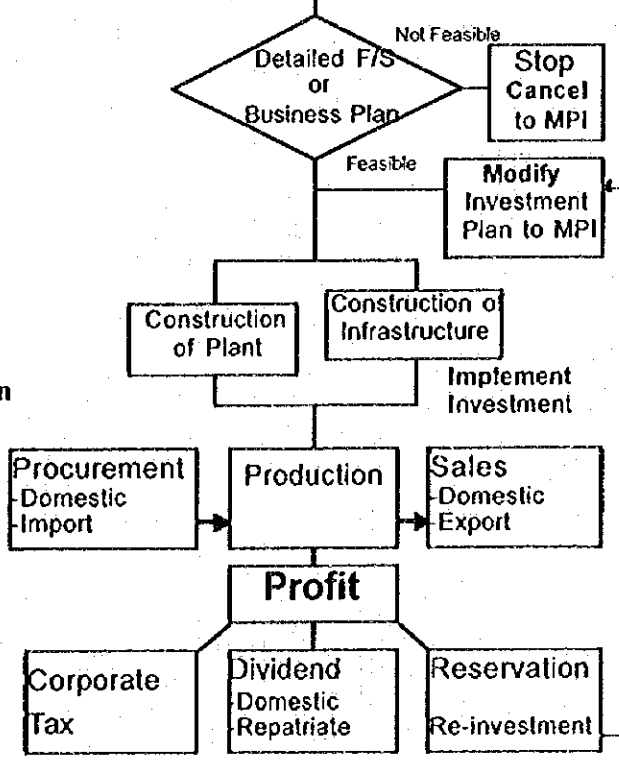 Not Feasible
Detailed F/S
or
Business Plan
Stop
Cancel
to MPI
Feasible
Modify
Investment
Plan to MPI
Construction
of Plant
Construction of
Infrastructure
Implement
Investment
n
Procurement
-Domestic
-Import
Production
Sales
-Domestic
-Export
Profit
Corporate
Tax
Dividend
-Domestic
-Repatriate
Reservation
Re-investment